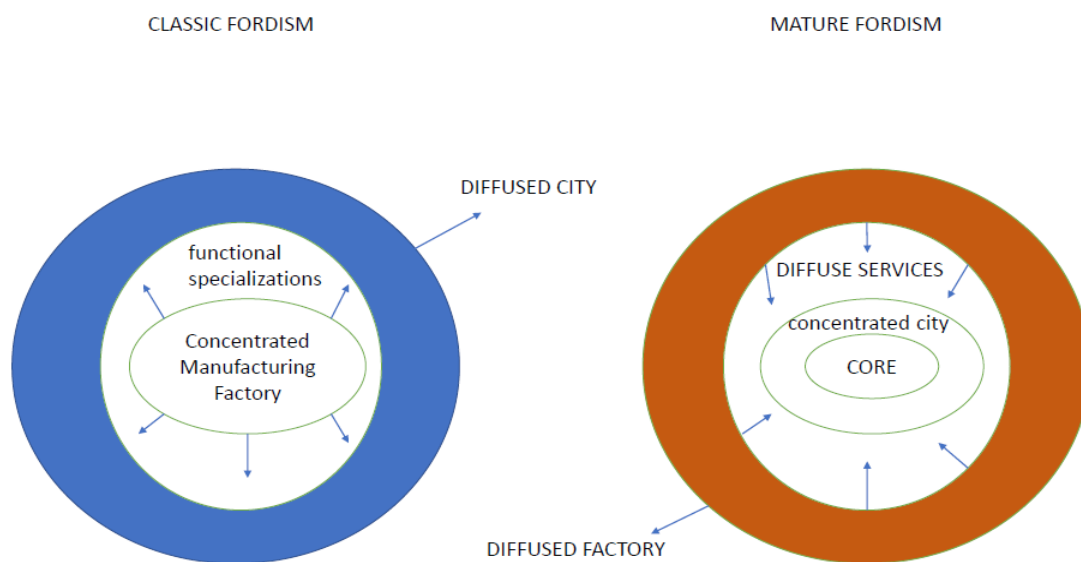 CLASSIC FORDISM
MATURE FORDISM
DIFFUSED CITY
functional
specializations
Concentrated
Manufacturing
Factory
DIFFUSE SERVICES
concentrated city
CORE
DIFFUSED FACTORY